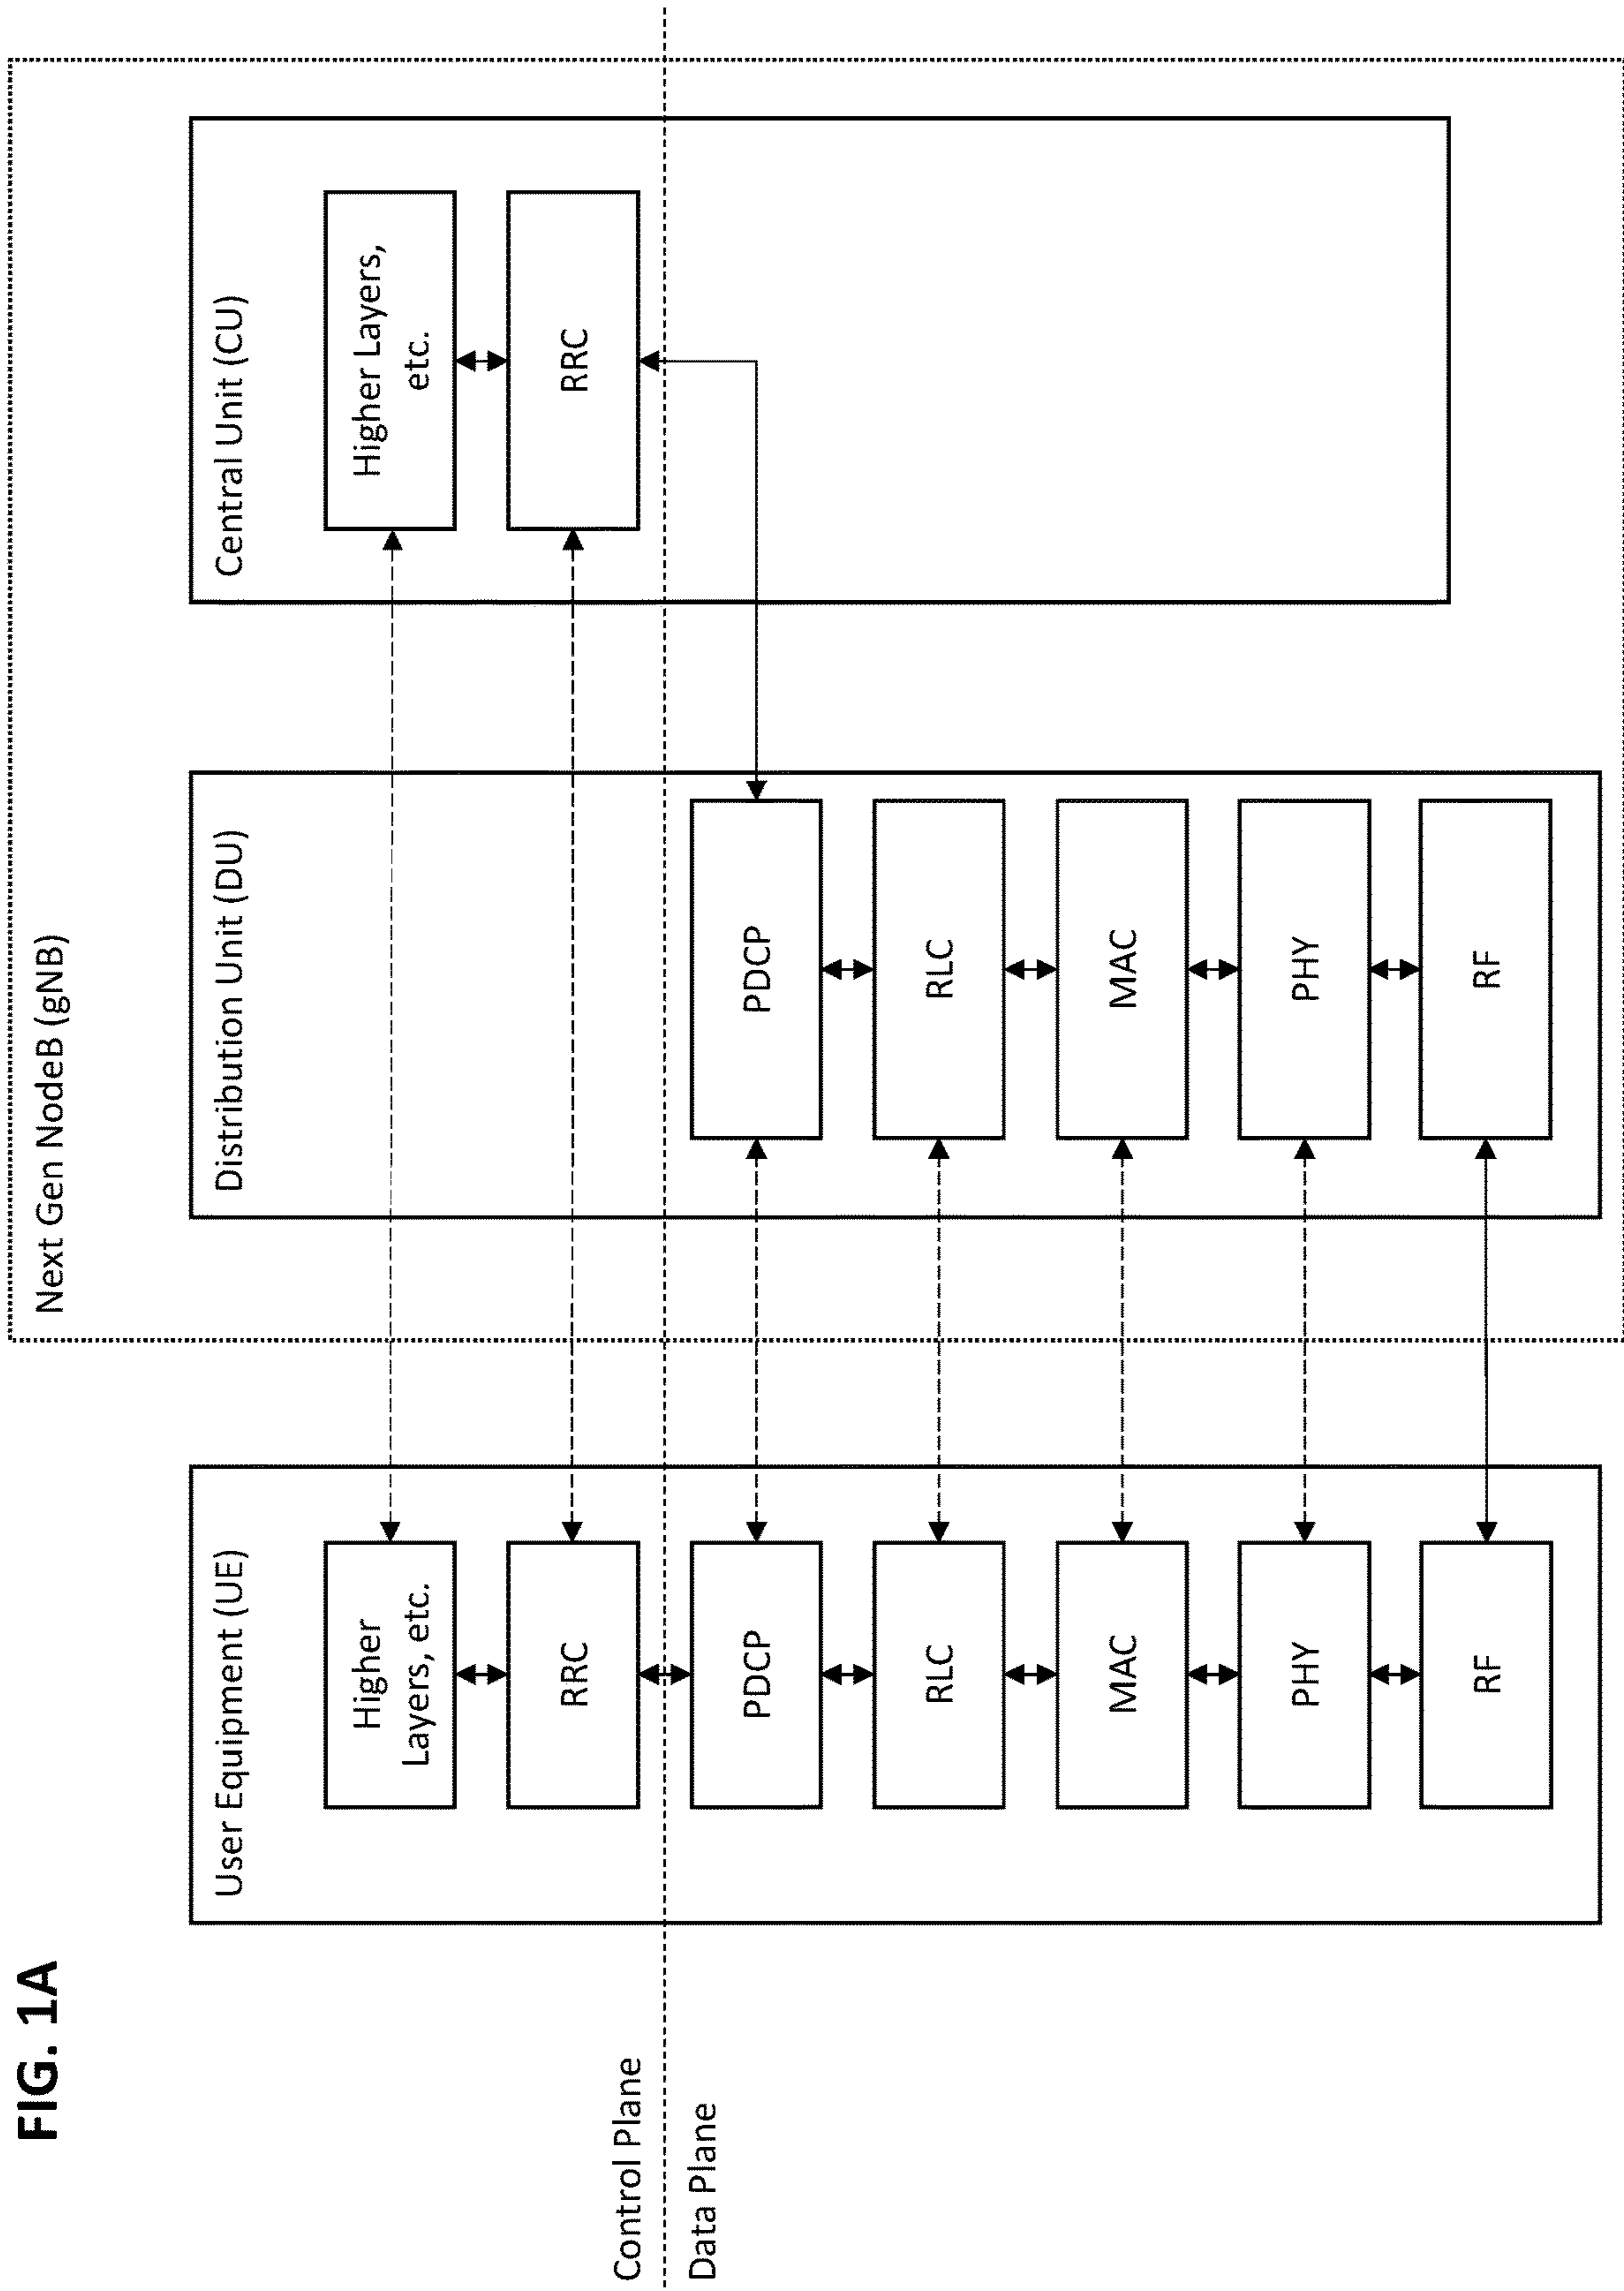 FIG. 1A
Next Gen NodeB (gNB)
User Equipment (UE)
Higher
Layers, etc.
RRC
PDCP
RLC
MAC
PHY
RF
Distribution Unit (DU)
PDCP
RLC
MAC
PHY
RF
Central Unit (CU)
Higher Layers,
etc.
RRC
Control Plane
Data Plane